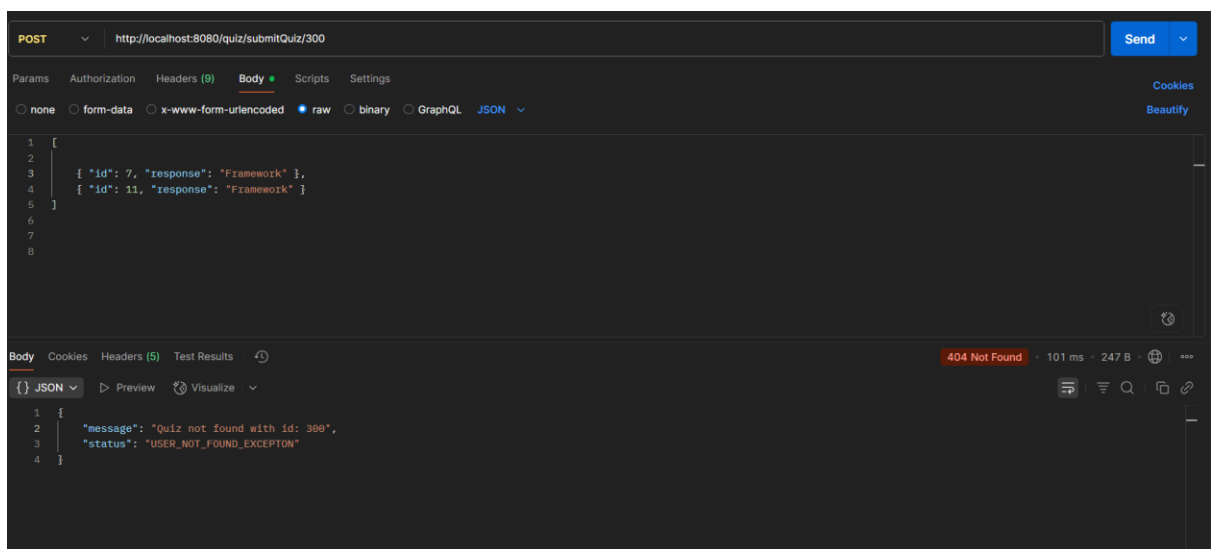 POST http://localhost:8080/quiz/submitQuiz/300 Send
Params Authorization Headers (9) Body Scripts Settings Cookies
none form-data x-www-form-urlencoded raw binary GraphQL JSON Beautify
1 [
2
3 { "id": 7, "response": "Framework" },
4 { "id": 11, "response": "Framework" }
5 ]
6
7
8
Body Cookies Headers (5) Test Results 404 Not Found 101 ms 247 B
{} JSON Preview Visualize
1 {
2 "message": "Quiz not found with id: 300",
3 "status": "USER_NOT_FOUND_EXCEPTON"
4 }